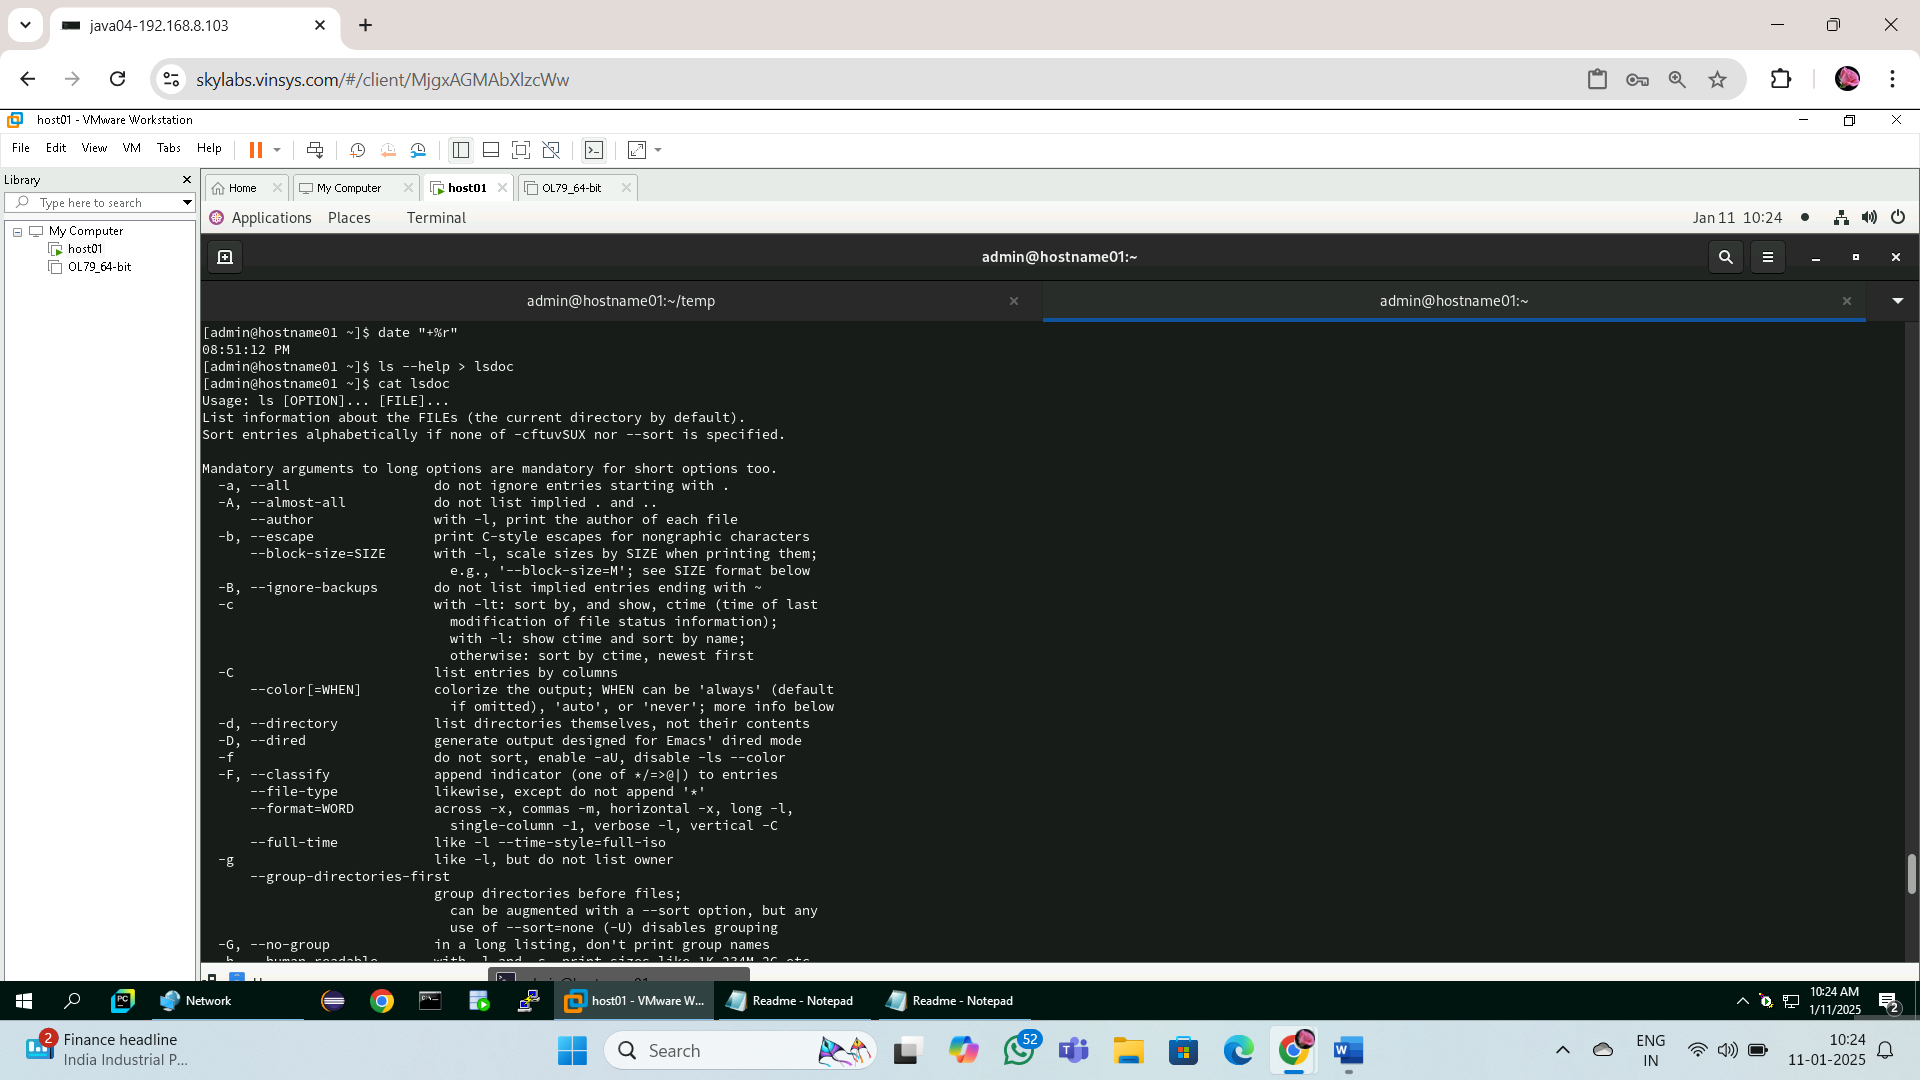 java04-192.168.8.103
skylabs.vinsys.com/#/client/MjgxAGMAbXlzcWw
host01 - VMware Workstation
File Edit View VM Tabs Help
Library
Type here to search
My Computer
host01
OL79_64-bit
Home My Computer host01 OL79_64-bit
Applications Places Terminal Jan 11 10:24
admin@hostname01:~
admin@hostname01:~/temp admin@hostname01:~
[admin@hostname01 ~]$ date "+%r"
08:51:12 PM
[admin@hostname01 ~]$ ls --help > lsdoc
[admin@hostname01 ~]$ cat lsdoc
Usage: ls [OPTION]... [FILE]...
List information about the FILEs (the current directory by default).
Sort entries alphabetically if none of -cftuvSUX nor --sort is specified.
Mandatory arguments to long options are mandatory for short options too.
-a, --all do not ignore entries starting with .
-A, --almost-all do not list implied . and ..
--author with -l, print the author of each file
-b, --escape print C-style escapes for nongraphic characters
--block-size=SIZE with -l, scale sizes by SIZE when printing them;
e.g., '--block-size=M'; see SIZE format below
-B, --ignore-backups do not list implied entries ending with ~
-c with -lt: sort by, and show, ctime (time of last
modification of file status information);
with -l: show ctime and sort by name;
otherwise: sort by ctime, newest first
-C list entries by columns
--color[=WHEN] colorize the output; WHEN can be 'always' (default
if omitted), 'auto', or 'never'; more info below
-d, --directory list directories themselves, not their contents
-D, --dired generate output designed for Emacs' dired mode
-f do not sort, enable -aU, disable -ls --color
-F, --classify append indicator (one of */=>@|) to entries
--file-type likewise, except do not append '*'
--format=WORD across -x, commas -m, horizontal -x, long -l,
single-column -1, verbose -l, vertical -C
--full-time like -l --time-style=full-iso
-g like -l, but do not list owner
--group-directories-first
group directories before files;
can be augmented with a --sort option, but any
use of --sort=none (-U) disables grouping
-G, --no-group in a long listing, don't print group names
-h, --human-readable with -l and -s, print sizes like 1K 234M 2G etc.
Network host01 - VMware W... Readme - Notepad Readme - Notepad
10:24 AM
1/11/2025
2
2 Finance headline
India Industrial P...
Search
52
ENG
IN
10:24
11-01-2025